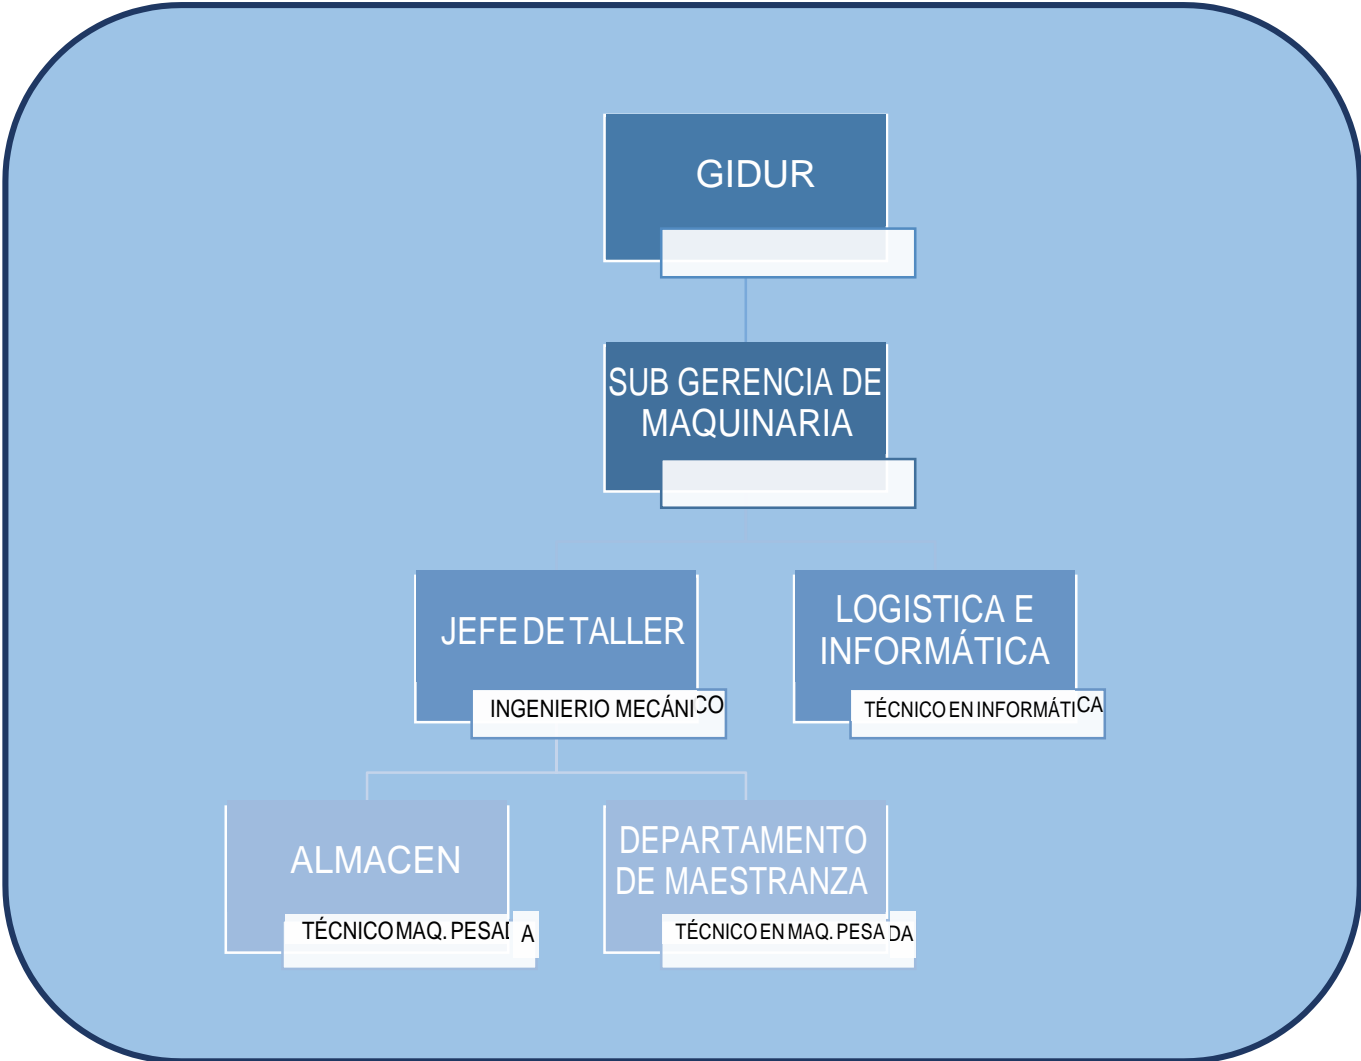 GIDUR
SUB GERENCIA DE
MAQUINARIA
JEFE DE TALLER
INGENIERIO MECÁNICO
LOGISTICA E
INFORMÁTICA
TÉCNICO EN INFORMÁTICA
ALMACEN
TÉCNICO MAQ. PESADA
DEPARTAMENTO
DE MAESTRANZA
TÉCNICO EN MAQ. PESADA